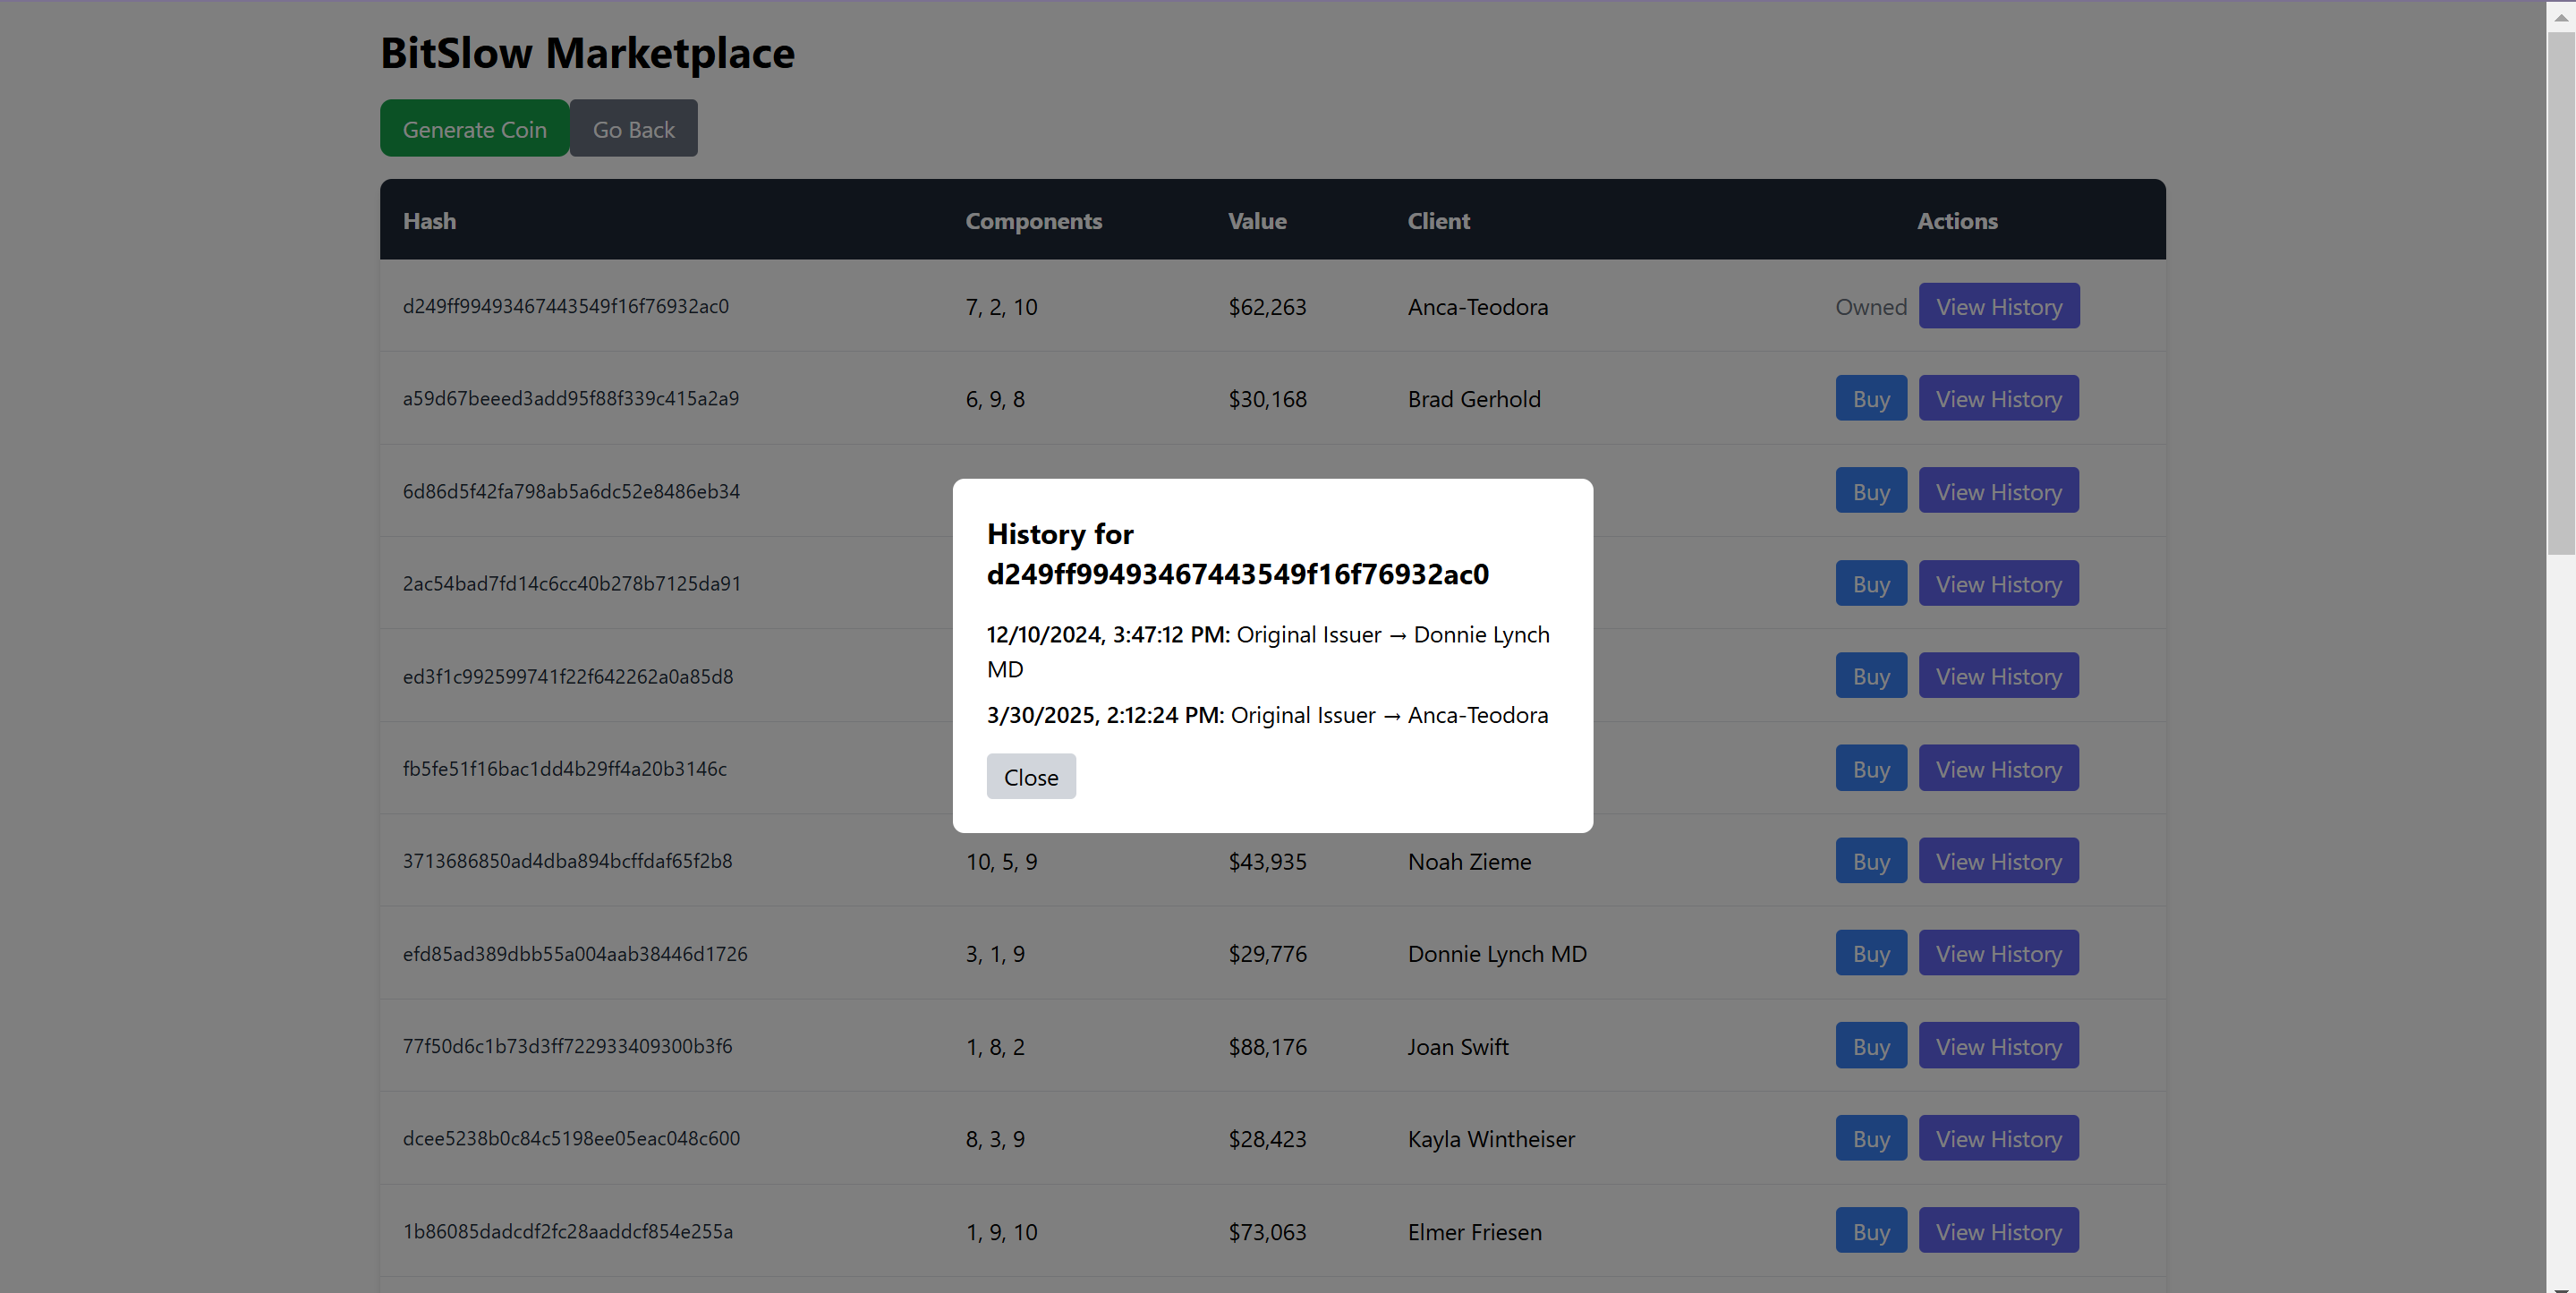 BitSlow Marketplace
Generate Coin Go Back
Hash Components Value Client Actions
d249ff99493467443549f16f76932ac0 7, 2, 10 $62,263 Anca-Teodora Owned View History
a59d67beeed3add95f88f339c415a2a9 6, 9, 8 $30,168 Brad Gerhold Buy View History
6d86d5f42fa798ab5a6dc52e8486eb34 Buy View History
2ac54bad7fd14c6cc40b278b7125da91 Buy View History
ed3f1c992599741f22f642262a0a85d8 Buy View History
fb5fe51f16bac1dd4b29ff4a20b3146c Buy View History
History for
d249ff99493467443549f16f76932ac0
12/10/2024, 3:47:12 PM: Original Issuer → Donnie Lynch
MD
3/30/2025, 2:12:24 PM: Original Issuer → Anca-Teodora
Close
3713686850ad4dba894bcffdaf65f2b8 10, 5, 9 $43,935 Noah Zieme Buy View History
efd85ad389dbb55a004aab38446d1726 3, 1, 9 $29,776 Donnie Lynch MD Buy View History
77f50d6c1b73d3ff722933409300b3f6 1, 8, 2 $88,176 Joan Swift Buy View History
dcee5238b0c84c5198ee05eac048c600 8, 3, 9 $28,423 Kayla Wintheiser Buy View History
1b86085dadcdf2fc28aaddcf854e255a 1, 9, 10 $73,063 Elmer Friesen Buy View History